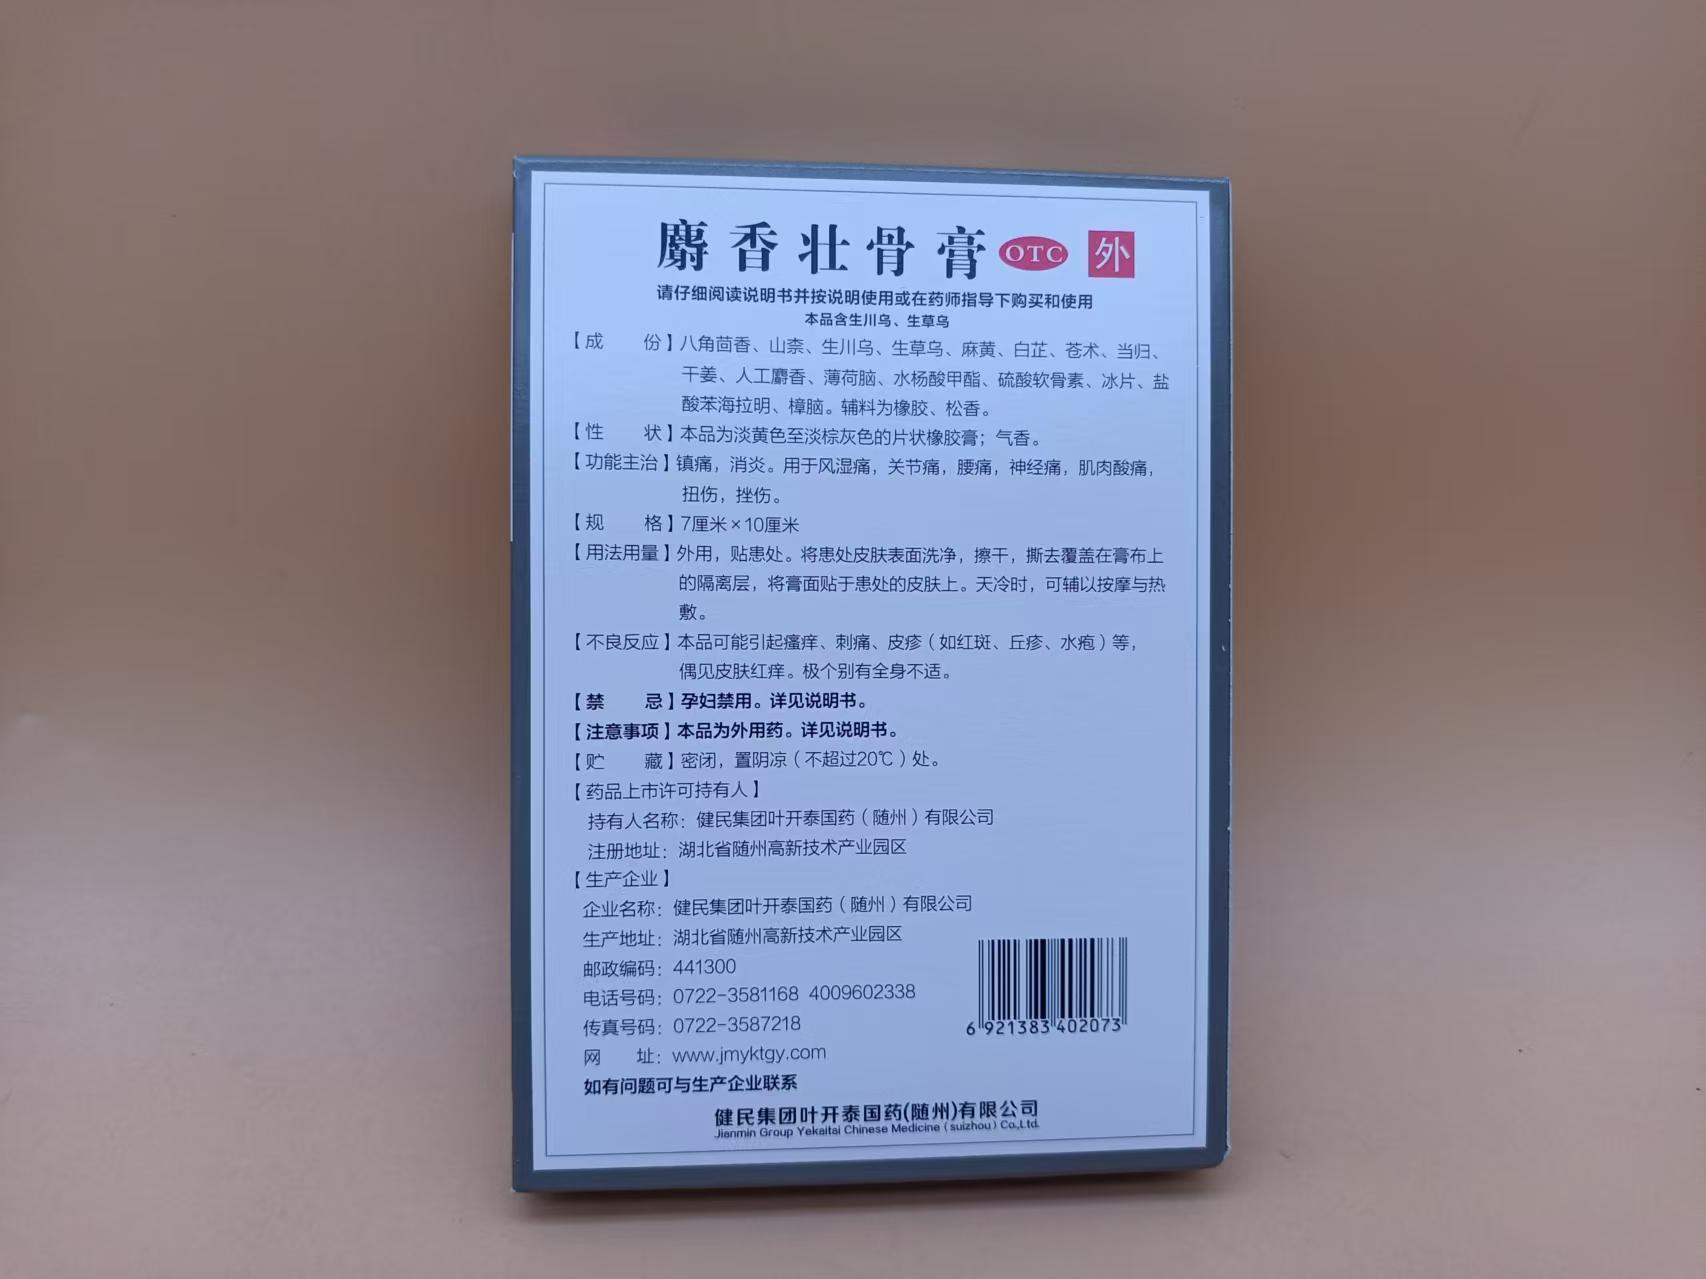 麝香壮骨膏 OTC 外
请仔细阅读说明书并按说明使用或在药师指导下购买和使用
本品含生川乌、生草乌
【成　　份】八角茴香、山柰、生川乌、生草乌、麻黄、白芷、苍术、当归、
干姜、人工麝香、薄荷脑、水杨酸甲酯、硫酸软骨素、冰片、盐
酸苯海拉明、樟脑。辅料为橡胶、松香。
【性　　状】本品为淡黄色至淡棕灰色的片状橡胶膏；气香。
【功能主治】镇痛，消炎。用于风湿痛，关节痛，腰痛，神经痛，肌肉酸痛，
扭伤，挫伤。
【规　　格】7厘米×10厘米
【用法用量】外用，贴患处。将患处皮肤表面洗净，擦干，撕去覆盖在膏布上
的隔离层，将膏面贴于患处的皮肤上。天冷时，可辅以按摩与热
敷。
【不良反应】本品可能引起瘙痒、刺痛、皮疹（如红斑、丘疹、水疱）等，
偶见皮肤红痒。极个别有全身不适。
【禁　　忌】孕妇禁用。详见说明书。
【注意事项】本品为外用药。详见说明书。
【贮　　藏】密闭，置阴凉（不超过20℃）处。
【药品上市许可持有人】
持有人名称：健民集团叶开泰国药（随州）有限公司
注册地址：湖北省随州高新技术产业园区
【生产企业】
企业名称：健民集团叶开泰国药（随州）有限公司
生产地址：湖北省随州高新技术产业园区
邮政编码：441300
电话号码：0722-3581168 4009602338
传真号码：0722-3587218
网　　址：www.jmyktgy.com
如有问题可与生产企业联系
6 921383 402073
健民集团叶开泰国药(随州)有限公司
Jianmin Group Yekaitai Chinese Medicine (suizhou) Co.,Ltd.